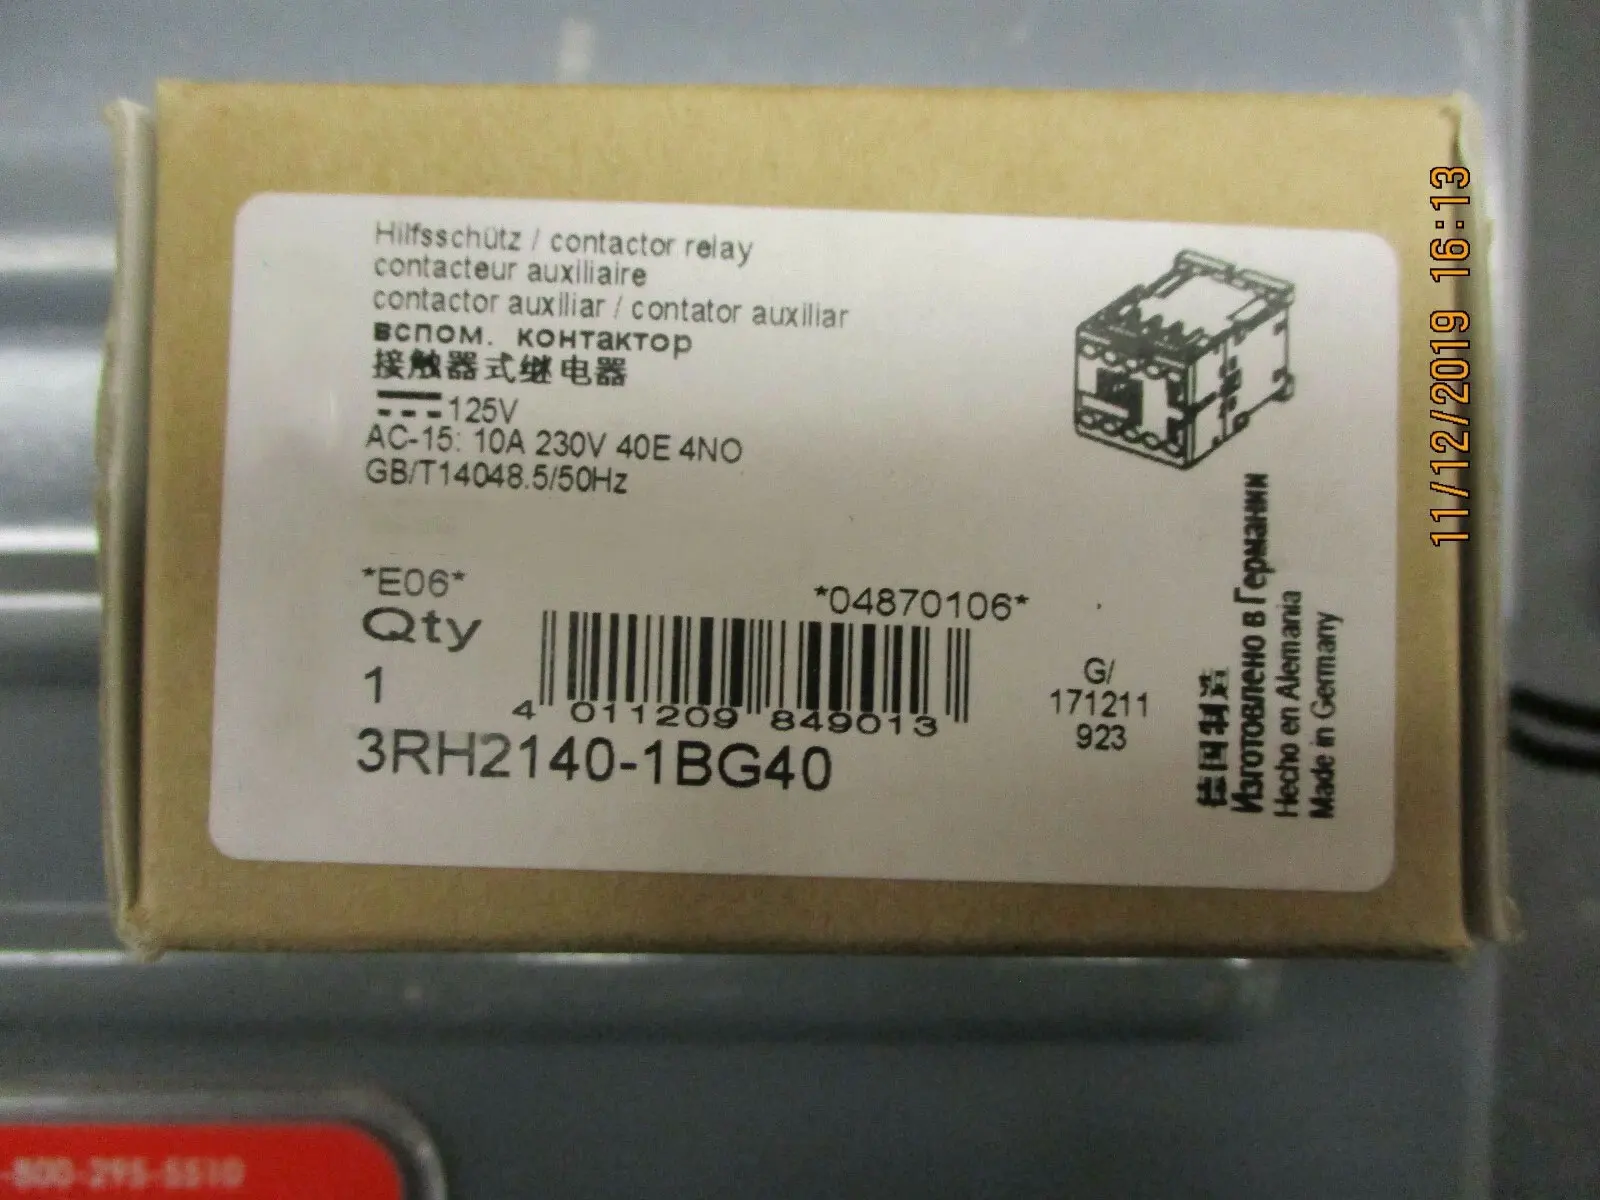 Hilfsschütz / contactor relay
contacteur auxiliaire
contactor auxiliar / contator auxiliar
вспом. контактор
接触器式继电器
125V
AC-15: 10A 230V 40E 4NO
GB/T14048.5/50Hz
*E06*
*04870106*
Qty
1
4 011209 849013
3RH2140-1BG40
G/
171211
923
德国制造
Изготовлено в Германии
Hecho en Alemania
Made in Germany
11/12/2019 16:13
-800-295-5510